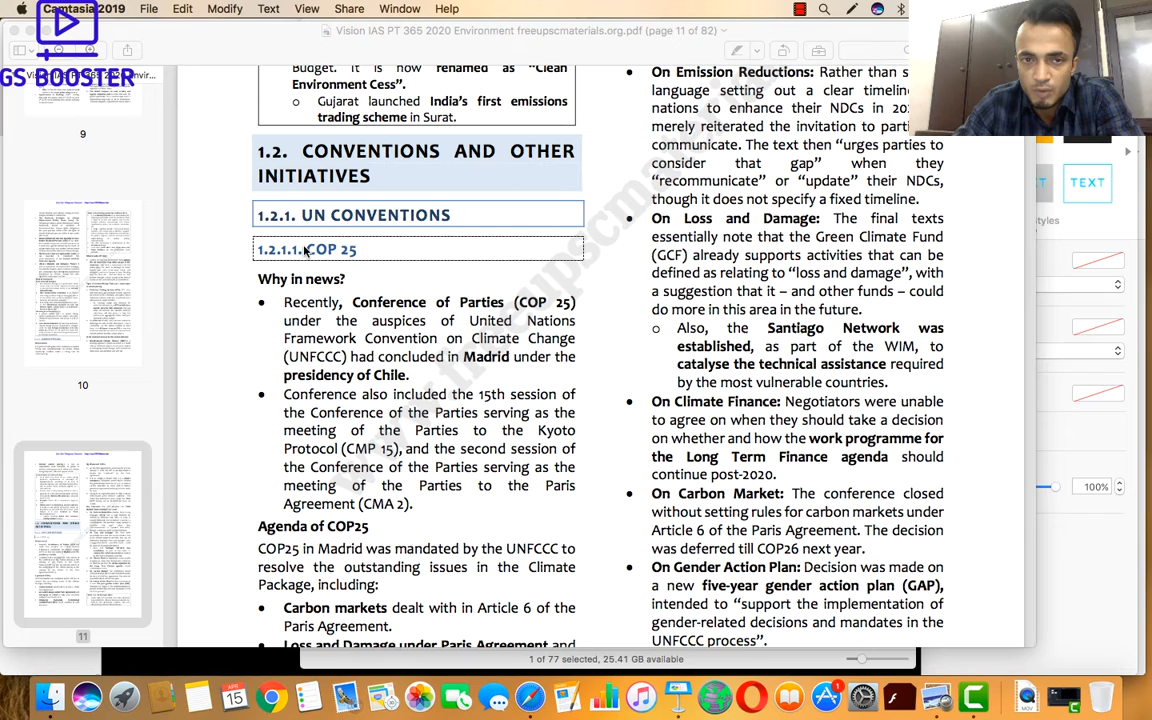 Camtasia 2019 File Edit Modify Text View Share Window Help
GS BOOSTER
Vision IAS PT 365 2020 Environment freeupscmaterials.org.pdf (page 11 of 82)
9
10
11
Budget. It is now renamed as "Clean
Environment Cess".
o Gujarat launched India's first emissions
trading scheme in Surat.
1.2. CONVENTIONS AND OTHER
INITIATIVES
1.2.1. UN CONVENTIONS
1.2.1.1. COP 25
Why in news?
• Recently, Conference of Parties (COP 25)
under the auspices of United Nations
Framework Convention on Climate Change
(UNFCCC) had concluded in Madrid under the
presidency of Chile.
• Conference also included the 15th session of
the Conference of the Parties serving as the
meeting of the Parties to the Kyoto
Protocol (CMP 15), and the second session of
the Conference of the Parties serving as the
meeting of the Parties to the Paris
Agreement (CMA 2).
Agenda of COP25
COP25 in Madrid was mandated by the UNFCCC to
resolve the outstanding issues in the Climate
Package, including:
• Carbon markets dealt with in Article 6 of the
Paris Agreement.
• Loss and Damage under Paris Agreement and
• On Emission Reductions: Rather than
language setting out a clear
nations to enhance their NDCs in
merely reiterated the invitation to
communicate. The text then "urges parties to
consider that gap" when they
"recommunicate" or "update" their NDCs,
though it does not specify a fixed timeline.
• On Loss and Damage: The final texts
essentially note that the Green Climate Fund
(GCF) already supports activities that can be
defined as relating to "loss and damage", with
a suggestion that it – and other funds – could
do more in this area in the future.
o Also, the Santiago Network was
established, as part of the WIM, to
catalyse the technical assistance required
by the most vulnerable countries.
• On Climate Finance: Negotiators were unable
to agree on when they should take a decision
on whether and how the work programme for
the Long Term Finance agenda should
continue post-2020.
• On Carbon Market: The conference closed
without setting rules for carbon markets under
Article 6 of the Paris Agreement. The decision
was deferred till COP26 next year.
• On Gender Action Plan: Decision was made on
a new five-year gender action plan (GAP),
intended to "support the implementation of
gender-related decisions and mandates in the
UNFCCC process".
TEXT
100%
1 of 77 selected, 25.41 GB available
APR
15
1
MOV